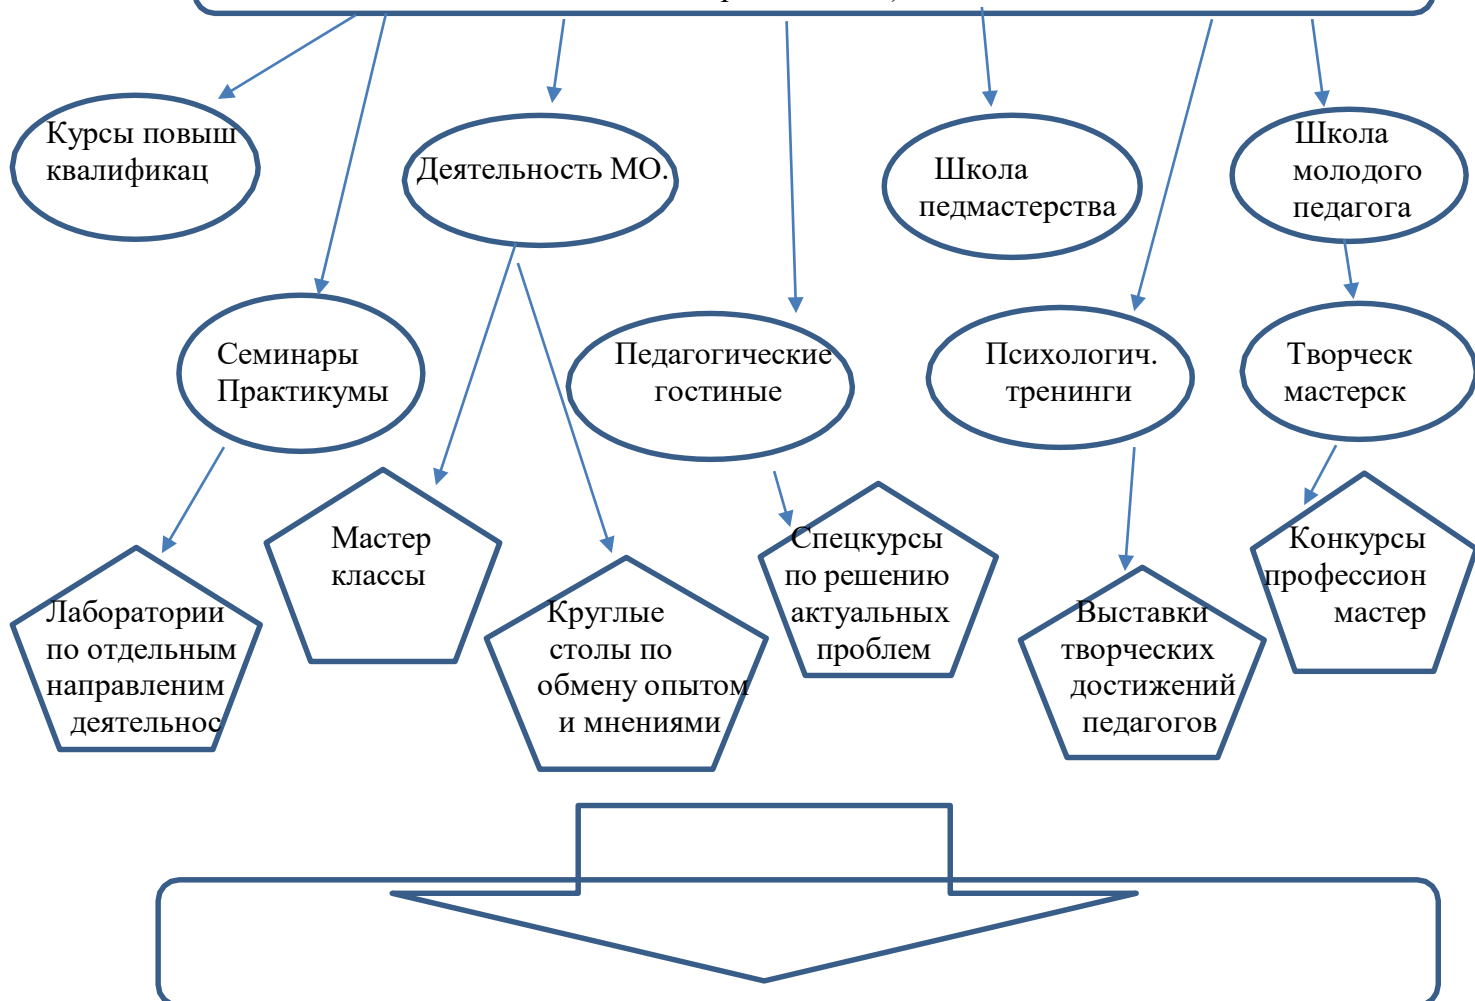 Курсы повыш
квалификац
Деятельность МО.
Школа
педмастерства
Школа
молодого
педагога
Семинары
Практикумы
Педагогические
гостиные
Психологич.
тренинги
Творческ
мастерск
Лаборатории
по отдельным
направленим
деятельнос
Мастер
классы
Круглые
столы по
обмену опытом
и мнениями
Спецкурсы
по решению
актуальных
проблем
Выставки
творческих
достижений
педагогов
Конкурсы
профессион
мастер